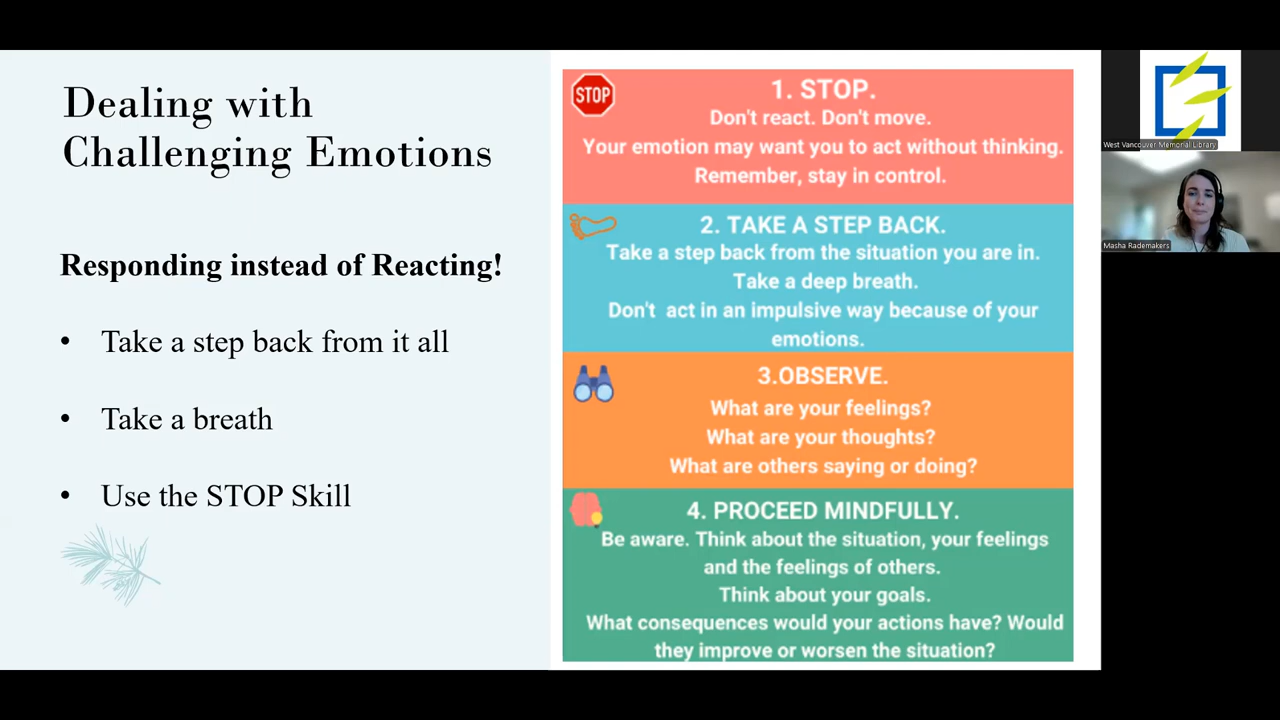 Dealing with
Challenging Emotions
Responding instead of Reacting!
• Take a step back from it all
• Take a breath
• Use the STOP Skill
STOP
1. STOP.
Don't react. Don't move.
Your emotion may want you to act without thinking.
Remember, stay in control.
2. TAKE A STEP BACK.
Take a step back from the situation you are in.
Take a deep breath.
Don't act in an impulsive way because of your
emotions.
3.OBSERVE.
What are your feelings?
What are your thoughts?
What are others saying or doing?
4. PROCEED MINDFULLY.
Be aware. Think about the situation, your feelings
and the feelings of others.
Think about your goals.
What consequences would your actions have? Would
they improve or worsen the situation?
West Vancouver Memorial Library
Masha Rademakers